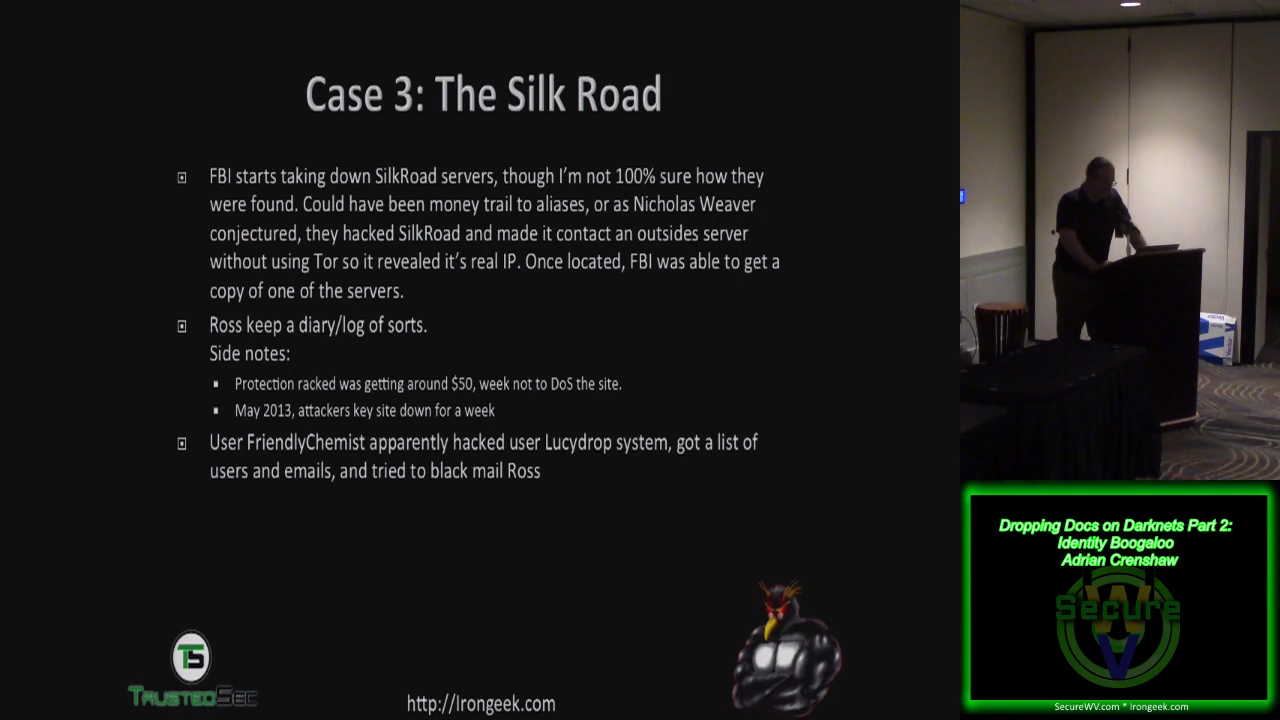 Case 3: The Silk Road
FBI starts taking down SilkRoad servers, though I'm not 100% sure how they
were found. Could have been money trail to aliases, or as Nicholas Weaver
conjectured, they hacked SilkRoad and made it contact an outsides server
without using Tor so it revealed it's real IP. Once located, FBI was able to get a
copy of one of the servers.
Ross keep a diary/log of sorts.
Side notes:
Protection racked was getting around $50, week not to DoS the site.
May 2013, attackers key site down for a week
User FriendlyChemist apparently hacked user Lucydrop system, got a list of
users and emails, and tried to black mail Ross
TS
TRUSTEDSEC
http://Irongeek.com
Dropping Docs on Darknets Part 2:
Identity Boogaloo
Adrian Crenshaw
Secure
WV
SecureWV.com * Irongeek.com